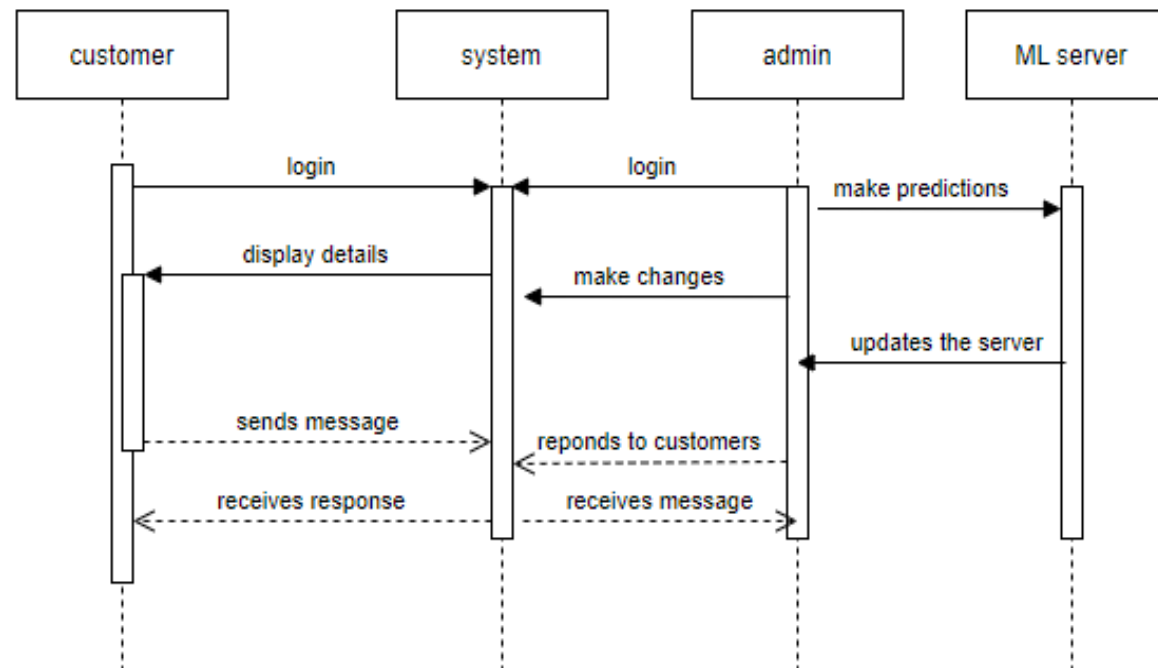 customer
system
admin
ML server
login
login
make predictions
display details
make changes
updates the server
sends message
reponds to customers
receives response
receives message